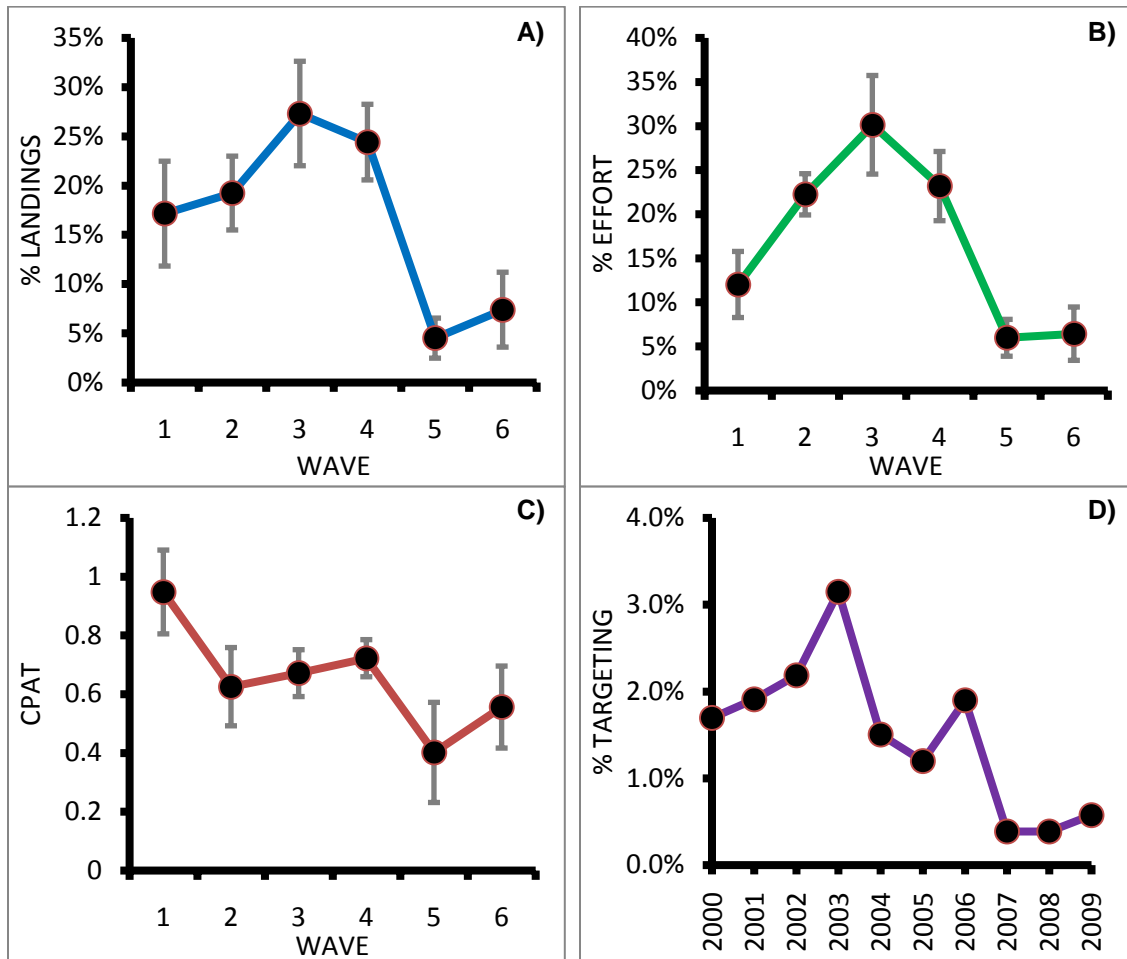 A)
35%
30%
25%
20%
15%
10%
5%
0%
% LANDINGS
1 2 3 4 5 6
WAVE
B)
40%
35%
30%
25%
20%
15%
10%
5%
0%
% EFFORT
1 2 3 4 5 6
WAVE
C)
1.2
1
0.8
0.6
0.4
0.2
0
CPAT
1 2 3 4 5 6
WAVE
D)
4.0%
3.0%
2.0%
1.0%
0.0%
% TARGETING
2000 2001 2002 2003 2004 2005 2006 2007 2008 2009